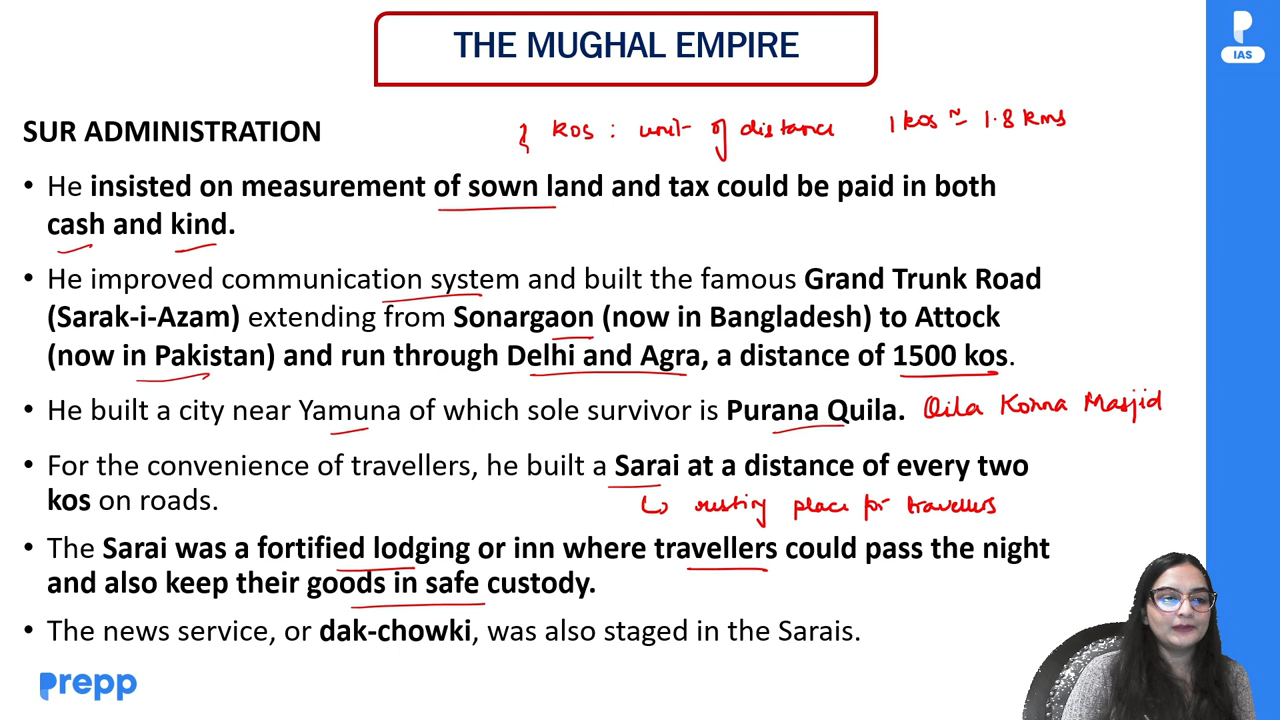 THE MUGHAL EMPIRE
IAS
SUR ADMINISTRATION
kos : unit of distance 1 kos ≃ 1.8 kms
• He insisted on measurement of sown land and tax could be paid in both
cash and kind.
• He improved communication system and built the famous Grand Trunk Road
(Sarak-i-Azam) extending from Sonargaon (now in Bangladesh) to Attock
(now in Pakistan) and run through Delhi and Agra, a distance of 1500 kos.
• He built a city near Yamuna of which sole survivor is Purana Quila. Qila Kohna Masjid
• For the convenience of travellers, he built a Sarai at a distance of every two
kos on roads.
↳ resting place for travellers
• The Sarai was a fortified lodging or inn where travellers could pass the night
and also keep their goods in safe custody.
• The news service, or dak-chowki, was also staged in the Sarais.
prepp